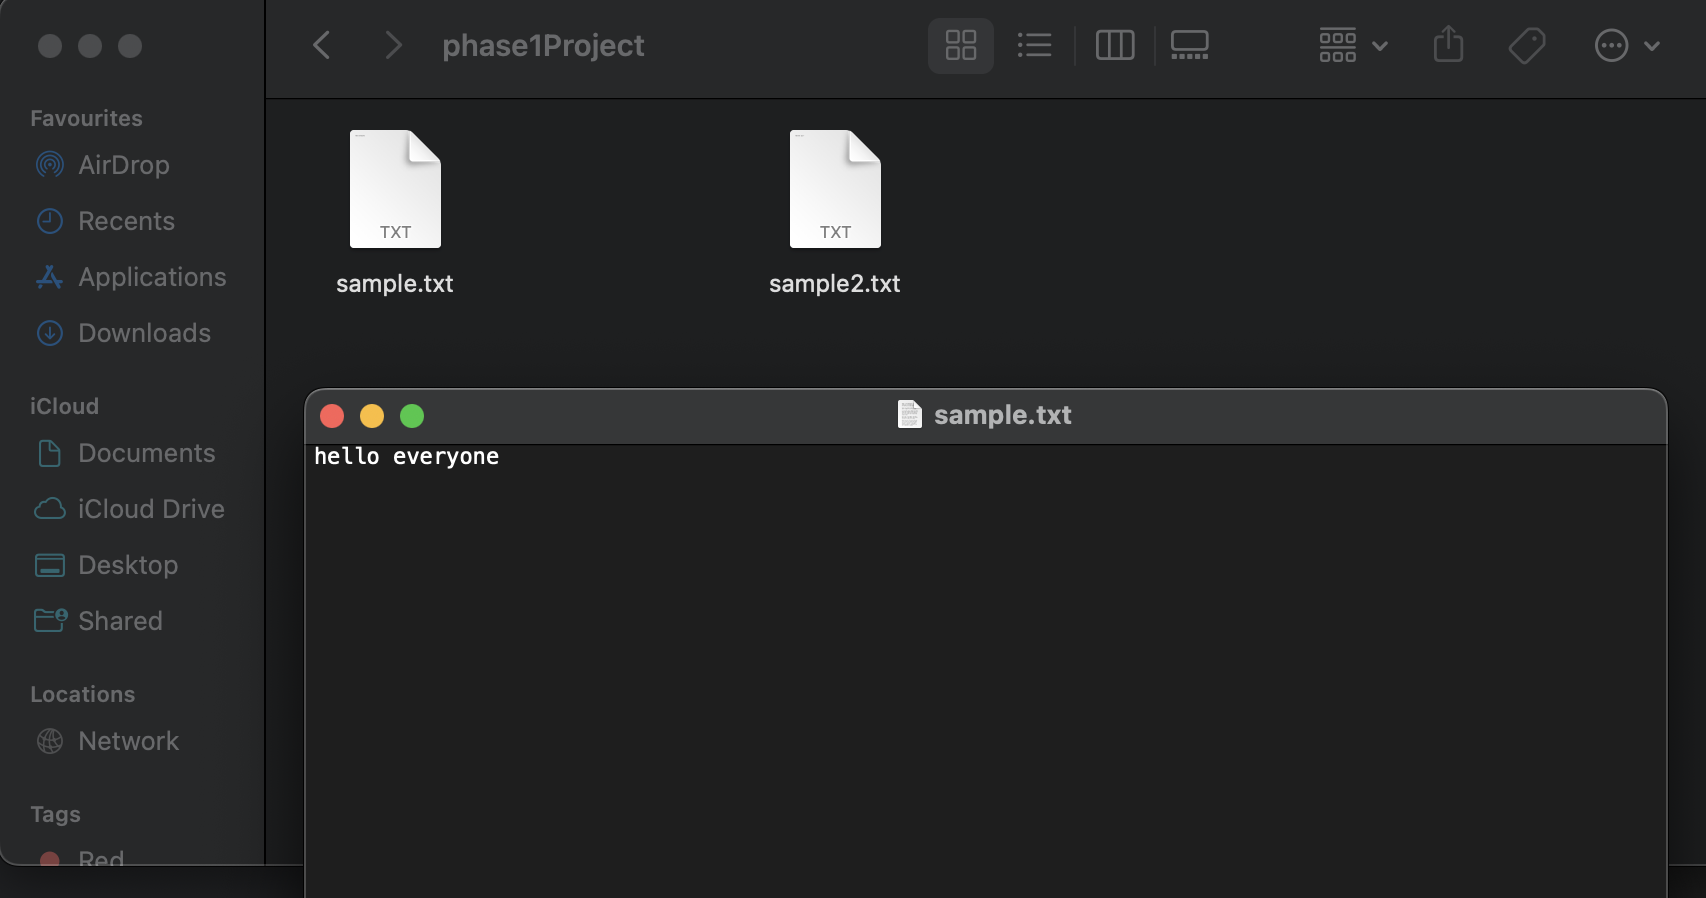 phase1Project
Favourites
AirDrop
Recents
Applications
Downloads
iCloud
Documents
iCloud Drive
Desktop
Shared
Locations
Network
Tags
Red
TXT
TXT
sample.txt
sample2.txt
sample.txt
hello everyone